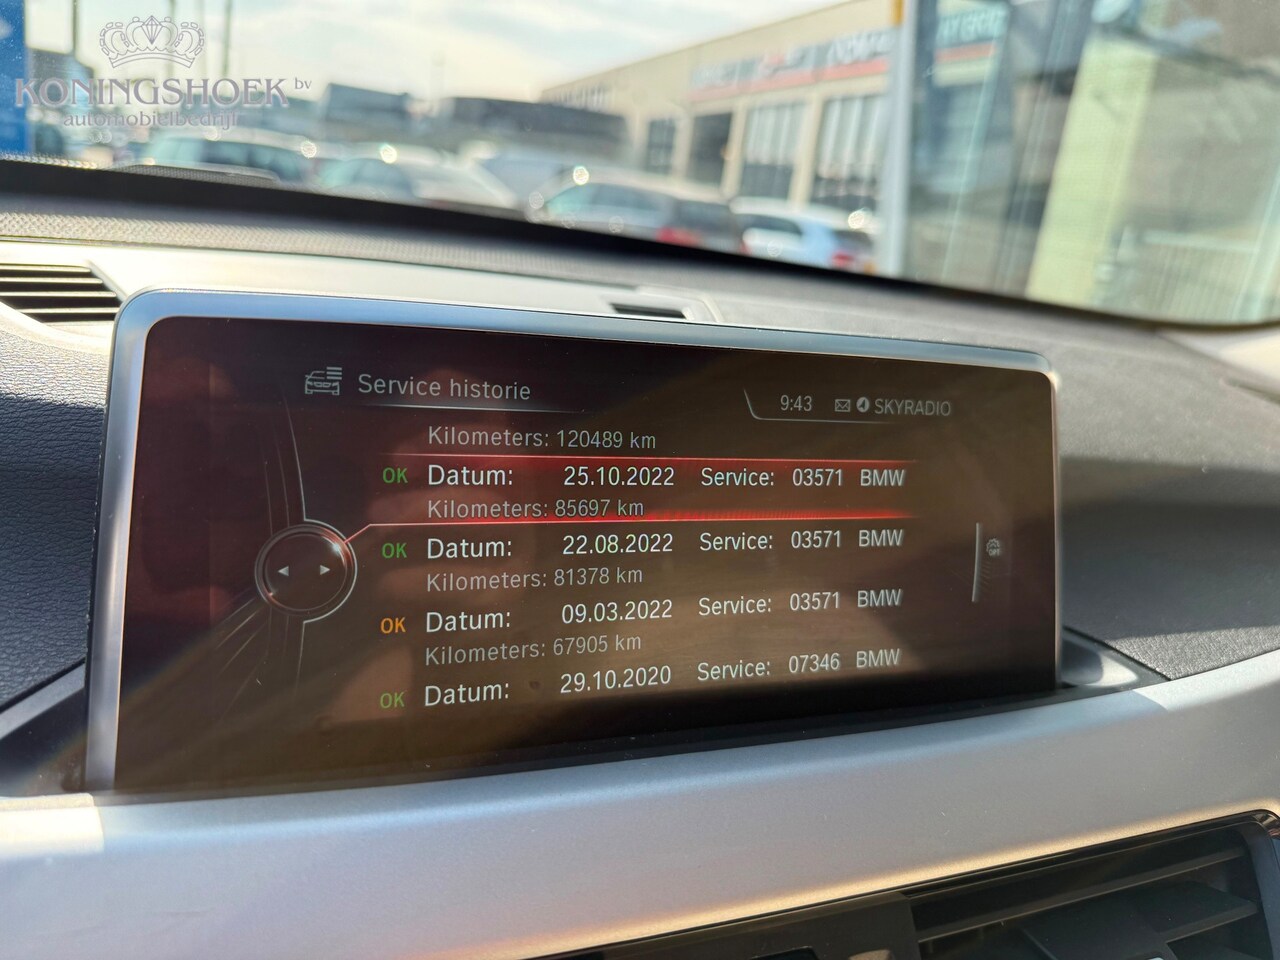 KONINGSHOEK bv
automobielbedrijf
Service historie
9:43 SKYRADIO
Kilometers: 120489 km
OK Datum: 25.10.2022 Service: 03571 BMW
Kilometers: 85697 km
OK Datum: 22.08.2022 Service: 03571 BMW
Kilometers: 81378 km
OK Datum: 09.03.2022 Service: 03571 BMW
Kilometers: 67905 km
OK Datum: 29.10.2020 Service: 07346 BMW